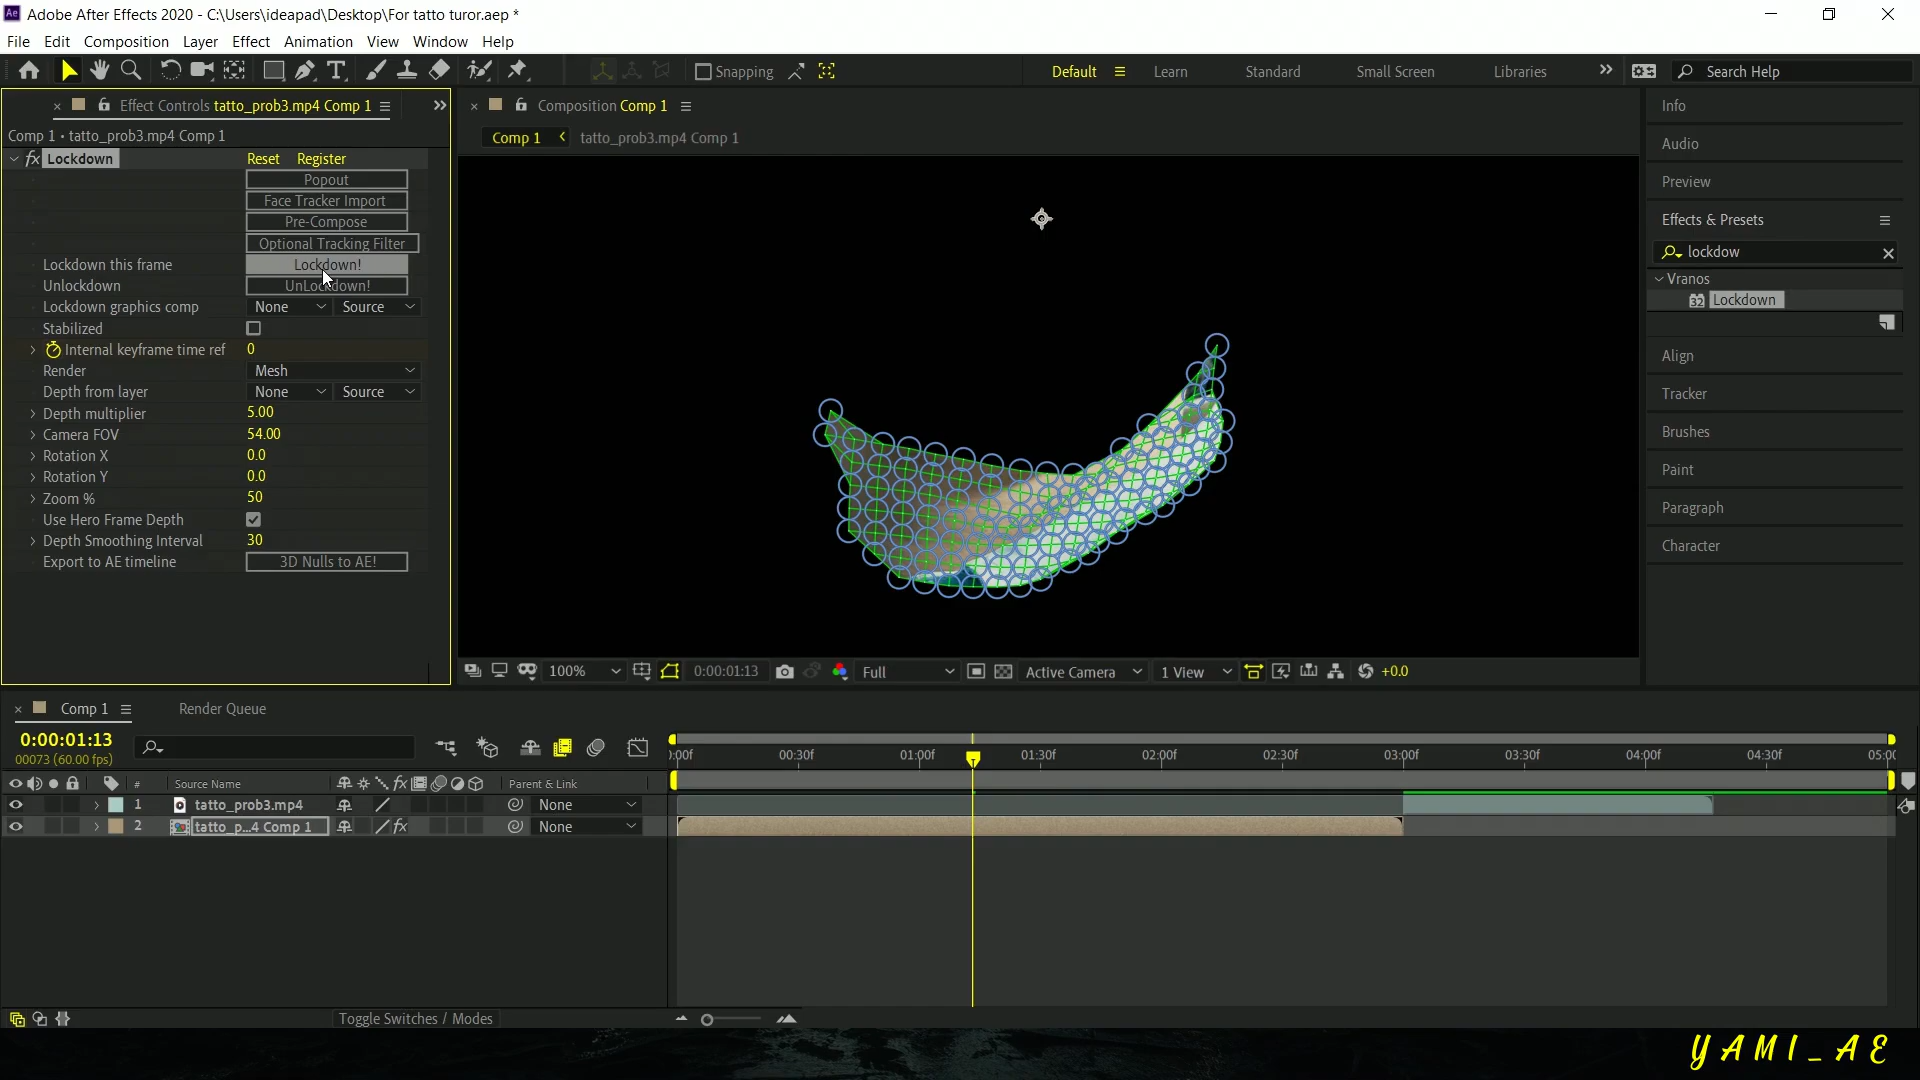 Adobe After Effects 2020 - C:\Users\ideapad\Desktop\For tatto turor.aep *
File Edit Composition Layer Effect Animation View Window Help
Snapping Default Learn Standard Small Screen Libraries Search Help
Effect Controls tatto_prob3.mp4 Comp 1
Comp 1 • tatto_prob3.mp4 Comp 1
fx Lockdown Reset Register
Popout
Face Tracker Import
Pre-Compose
Optional Tracking Filter
Lockdown this frame Lockdown!
Unlockdown UnLockdown!
Lockdown graphics comp None Source
Stabilized
Internal keyframe time ref 0
Render Mesh
Depth from layer None Source
Depth multiplier 5.00
Camera FOV 54.00
Rotation X 0.0
Rotation Y 0.0
Zoom % 50
Use Hero Frame Depth
Depth Smoothing Interval 30
Export to AE timeline 3D Nulls to AE!
Composition Comp 1
Comp 1 tatto_prob3.mp4 Comp 1
100% 0:00:01:13 Full Active Camera 1 View +0.0
Info
Audio
Preview
Effects & Presets
lockdow
Vranos
32 Lockdown
Align
Tracker
Brushes
Paint
Paragraph
Character
Comp 1 Render Queue
0:00:01:13
00073 (60.00 fps)
# Source Name fx Parent & Link
1 tatto_prob3.mp4 None
2 tatto_p...4 Comp 1 fx None
):00f 00:30f 01:00f 01:30f 02:00f 02:30f 03:00f 03:30f 04:00f 04:30f 05:00
Toggle Switches / Modes
YAMI_AE